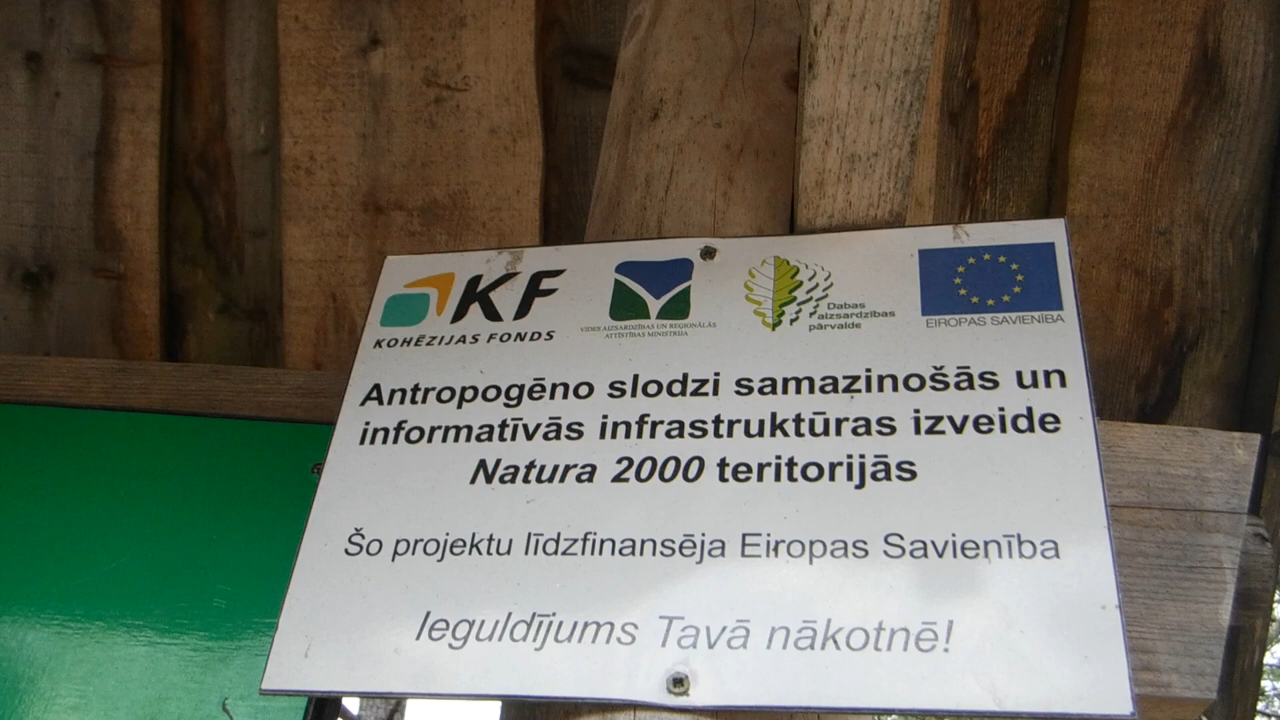 KF
KOHĒZIJAS FONDS
VIDES AIZSARDZĪBAS UN REĢIONĀLĀS
ATTĪSTĪBAS MINISTRIJA
Dabas
aizsardzības
pārvalde
EIROPAS SAVIENĪBA
Antropogēno slodzi samazinošās un
informatīvās infrastruktūras izveide
Natura 2000 teritorijās
Šo projektu līdzfinansēja Eiropas Savienība
Ieguldījums Tavā nākotnē!